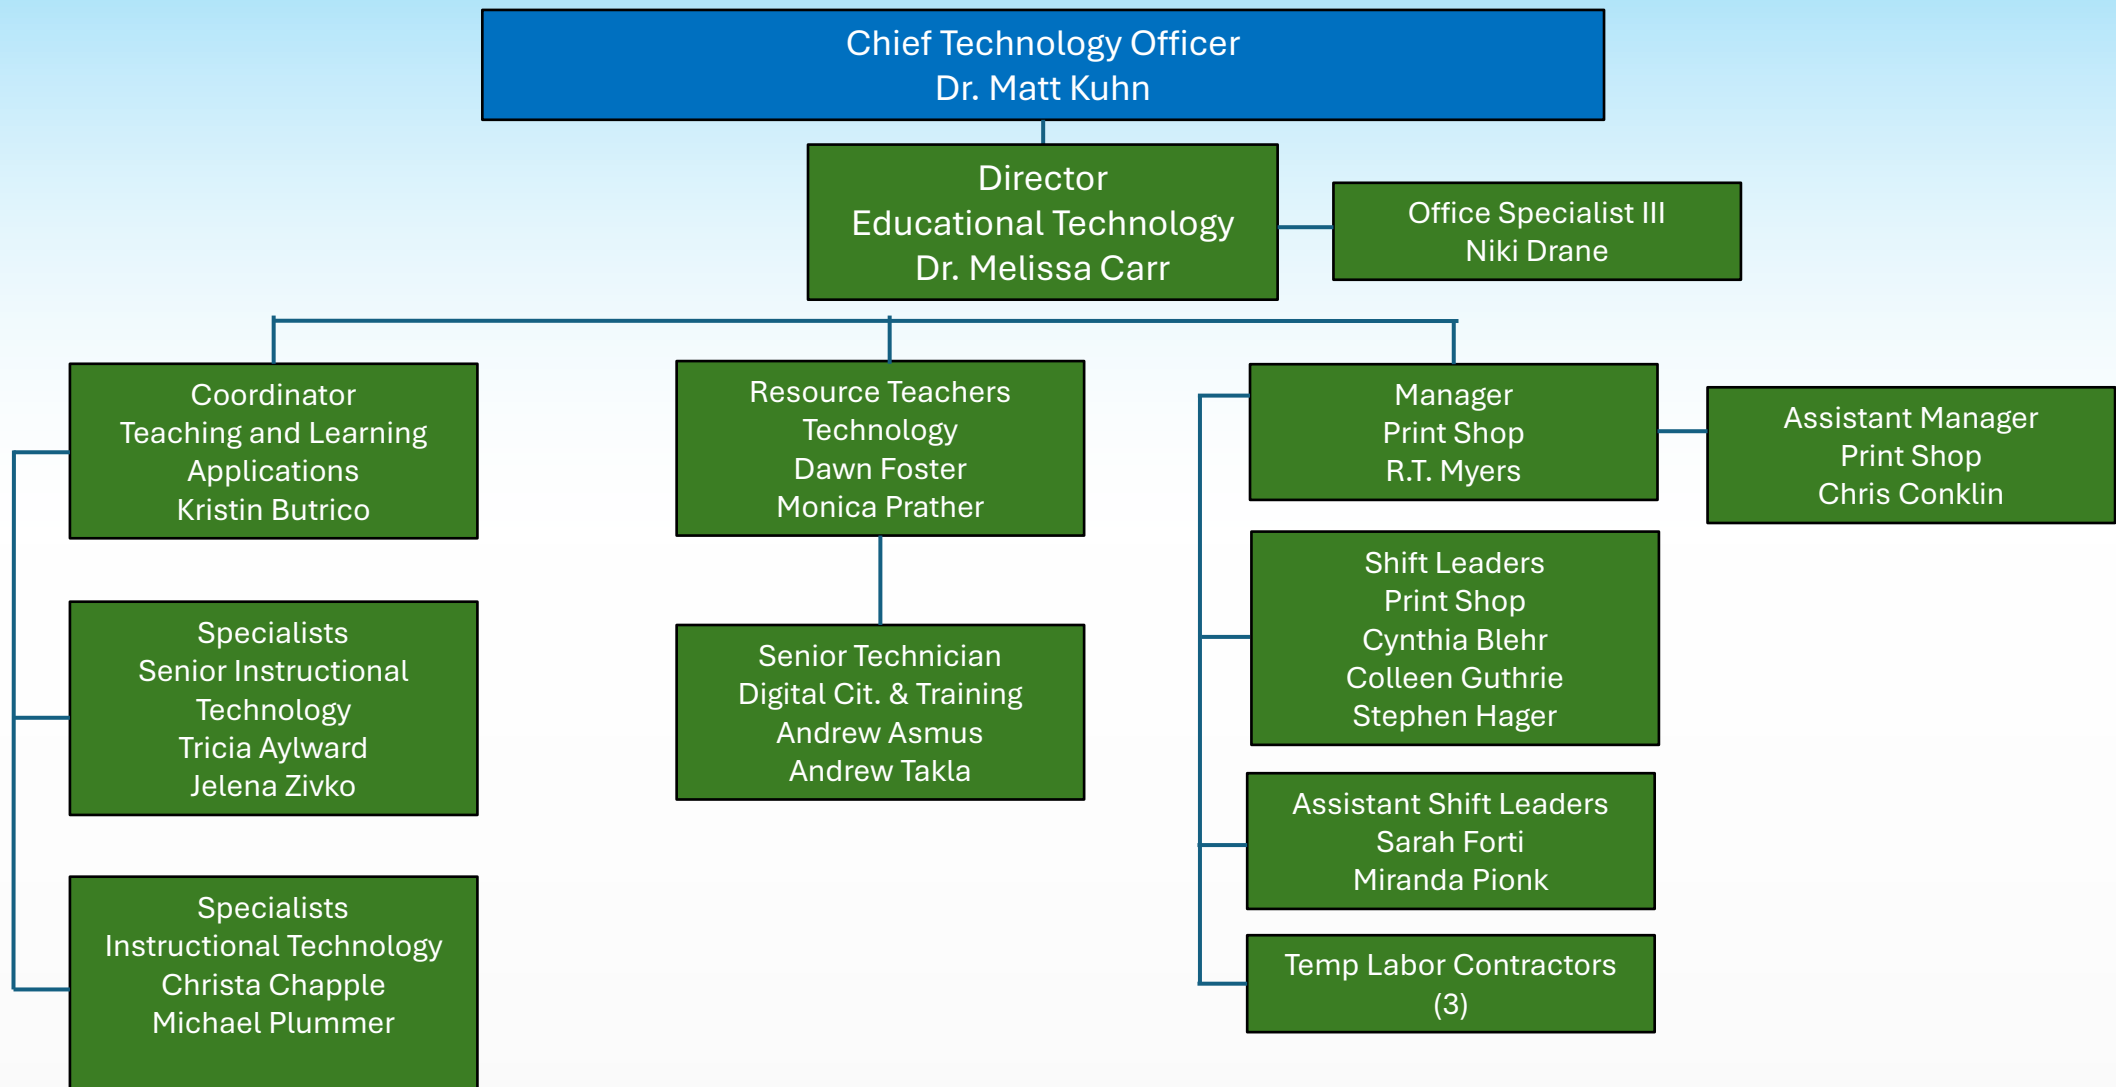 Chief Technology Officer
Dr. Matt Kuhn
Director
Educational Technology
Dr. Melissa Carr
Office Specialist III
Niki Drane
Coordinator
Teaching and Learning
Applications
Kristin Butrico
Specialists
Senior Instructional
Technology
Tricia Aylward
Jelena Zivko
Specialists
Instructional Technology
Christa Chapple
Michael Plummer
Resource Teachers
Technology
Dawn Foster
Monica Prather
Senior Technician
Digital Cit. & Training
Andrew Asmus
Andrew Takla
Manager
Print Shop
R.T. Myers
Assistant Manager
Print Shop
Chris Conklin
Shift Leaders
Print Shop
Cynthia Blehr
Colleen Guthrie
Stephen Hager
Assistant Shift Leaders
Sarah Forti
Miranda Pionk
Temp Labor Contractors
(3)